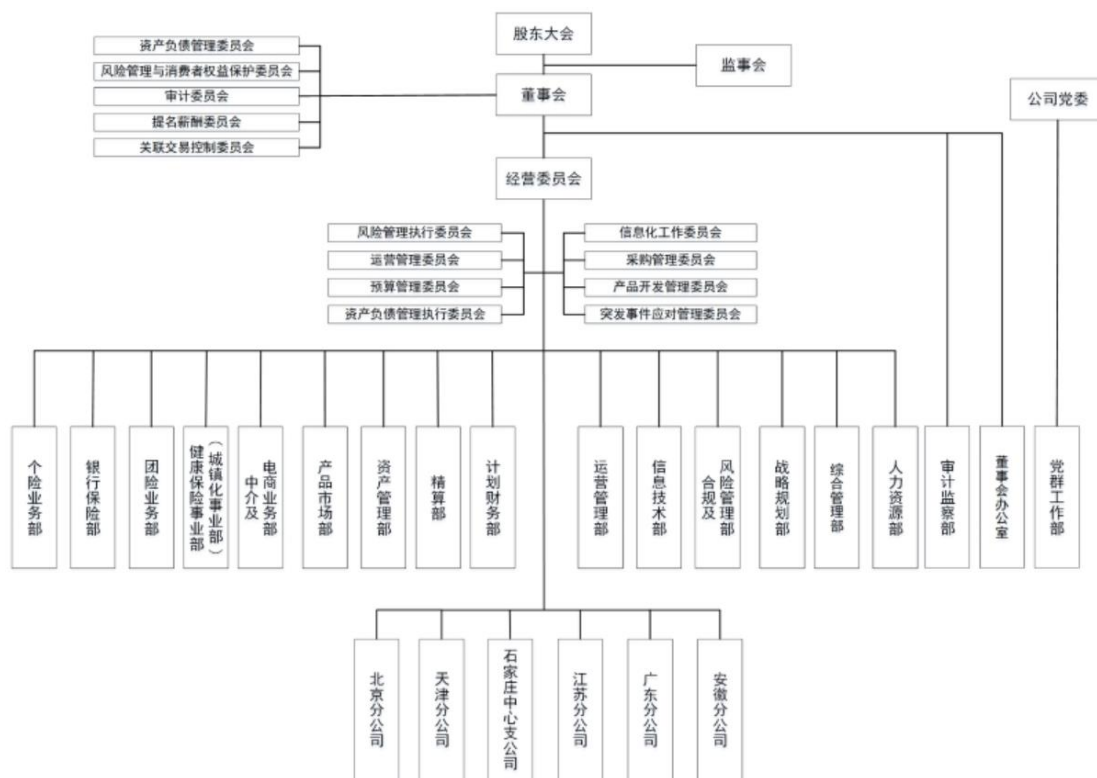 股东大会
监事会
董事会
资产负债管理委员会
风险管理与消费者权益保护委员会
审计委员会
提名薪酬委员会
关联交易控制委员会
公司党委
经营委员会
风险管理执行委员会
运营管理委员会
预算管理委员会
资产负债管理执行委员会
信息化工作委员会
采购管理委员会
产品开发管理委员会
突发事件应对管理委员会
个险业务部
银行保险部
团险业务部
（城镇化事业部）
健康保险事业部
电商业务部
中介及
产品市场部
资产管理部
精算部
计划财务部
运营管理部
信息技术部
风险管理部
合规及
战略规划部
综合管理部
人力资源部
审计监察部
董事会办公室
党群工作部
北京分公司
天津分公司
石家庄中心支公司
江苏分公司
广东分公司
安徽分公司